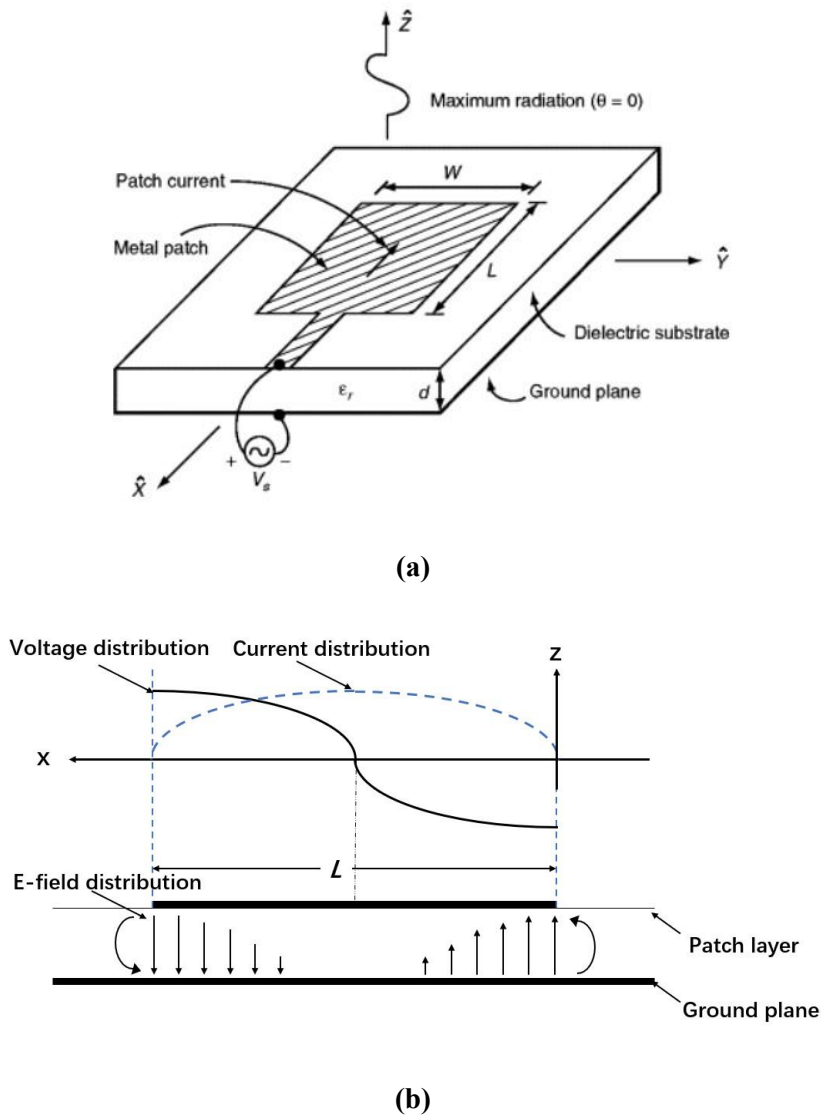 Ẑ
Maximum radiation (θ = 0)
Patch current
W
Metal patch
L
Ŷ
Dielectric substrate
εr
d
Ground plane
+
−
Vs
X̂
(a)
Voltage distribution
Current distribution
Z
X
L
E-field distribution
Patch layer
Ground plane
(b)